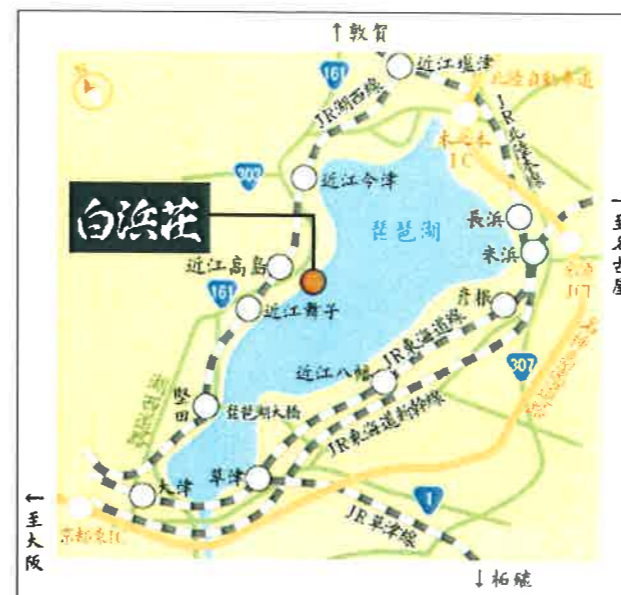 ↑敦賀
161
近江塩津
北陸自動車道
JR湖西線
JR北陸本線
木之本
IC
303
近江今津
白浜荘
琵琶湖
長浜
米浜
←至名古屋
近江高島
161
近江舞子
彦根
JCT
307
近江八幡
JR東海道線
JR東海道新幹線
堅田
琵琶湖大橋
草津
大津
1
JR草津線
京都東IC
←至大阪
↓柘植